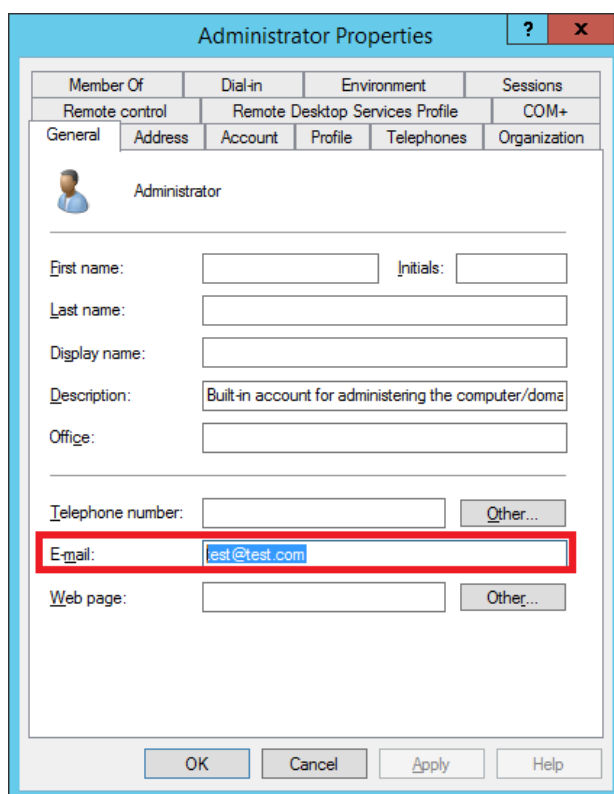 Administrator Properties ? x
Member Of Dial-in Environment Sessions
Remote control Remote Desktop Services Profile COM+
General Address Account Profile Telephones Organization
Administrator
First name: Initials:
Last name:
Display name:
Description: Built-in account for administering the computer/doma
Office:
Telephone number: Other...
E-mail: test@test.com
Web page: Other...
OK Cancel Apply Help